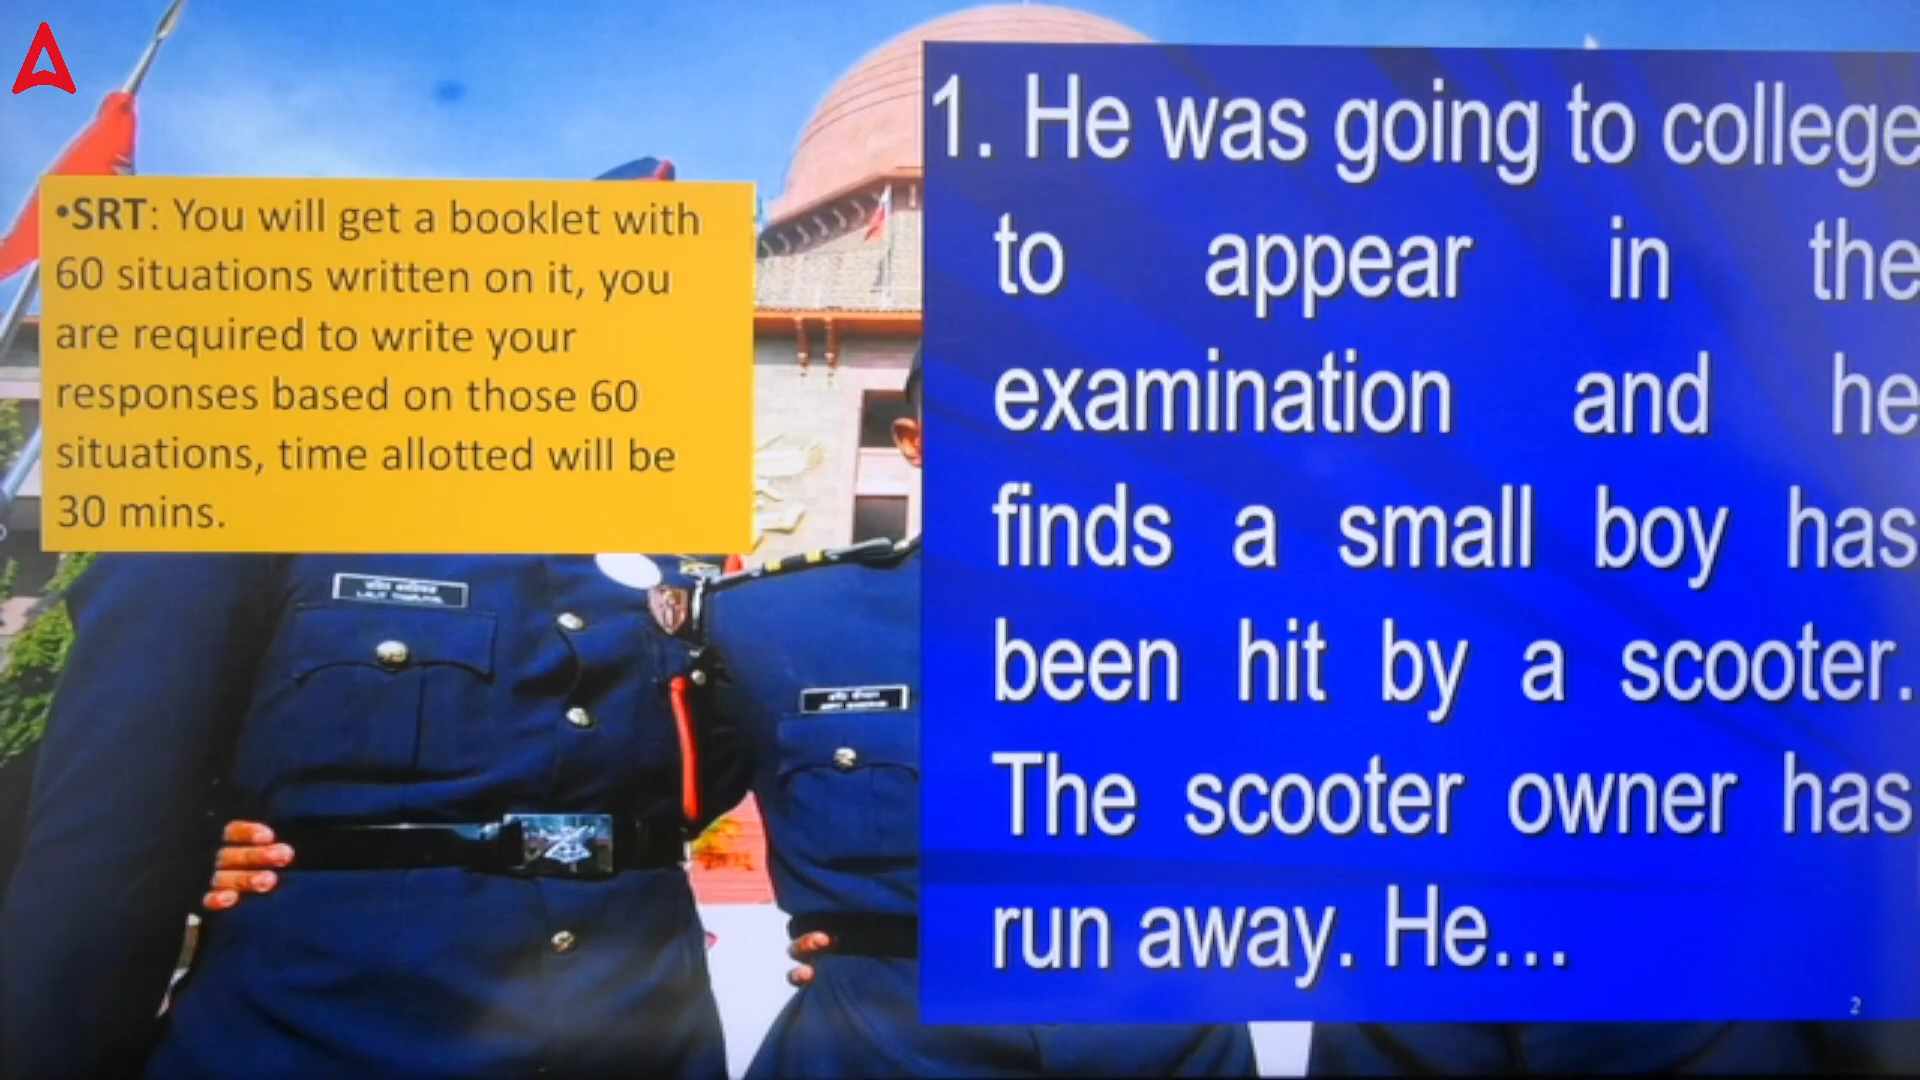 •SRT: You will get a booklet with
60 situations written on it, you
are required to write your
responses based on those 60
situations, time allotted will be
30 mins.
1. He was going to college
to appear in the
examination and he
finds a small boy has
been hit by a scooter.
The scooter owner has
run away. He...
2